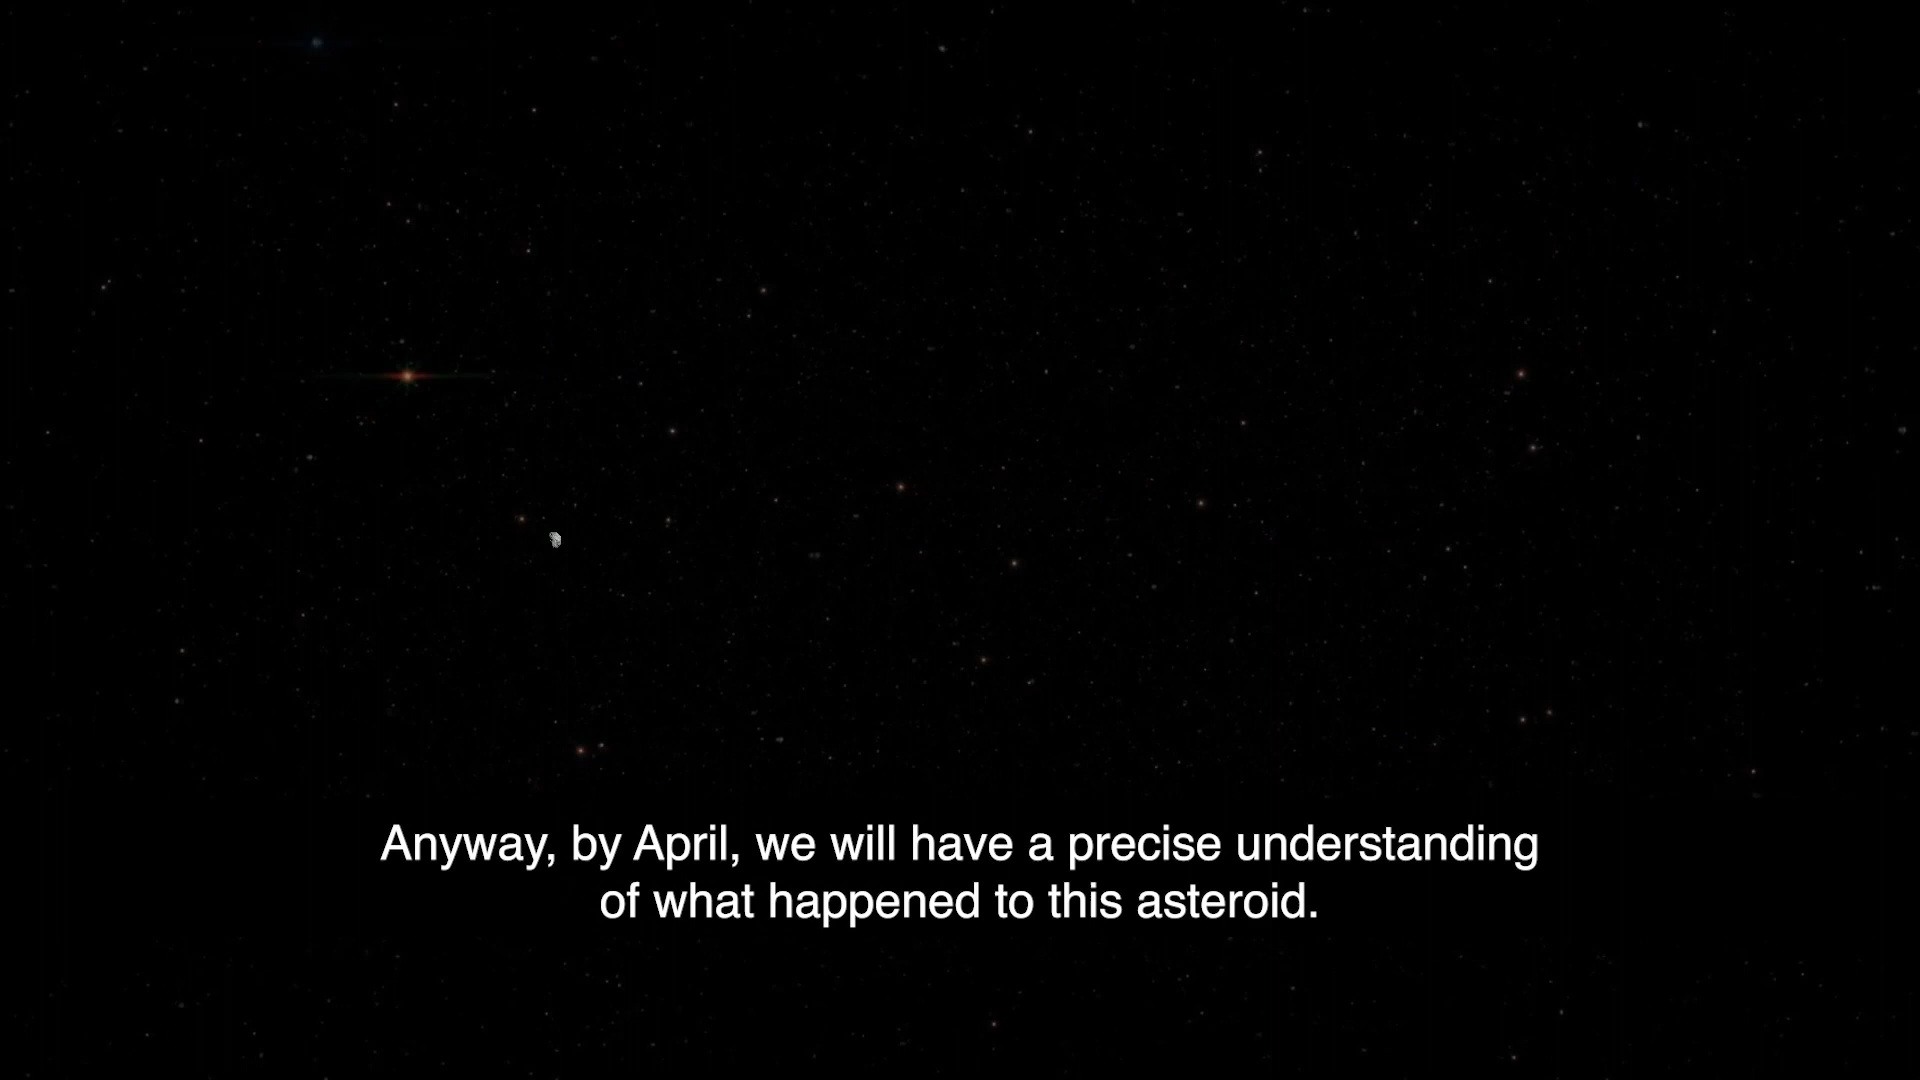 Anyway, by April, we will have a precise understanding
of what happened to this asteroid.